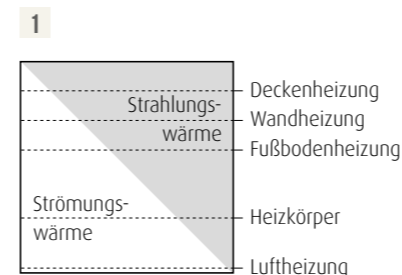 1
Deckenheizung
Strahlungs-
wärme
Wandheizung
Fußbodenheizung
Strömungs-
wärme
Heizkörper
Luftheizung